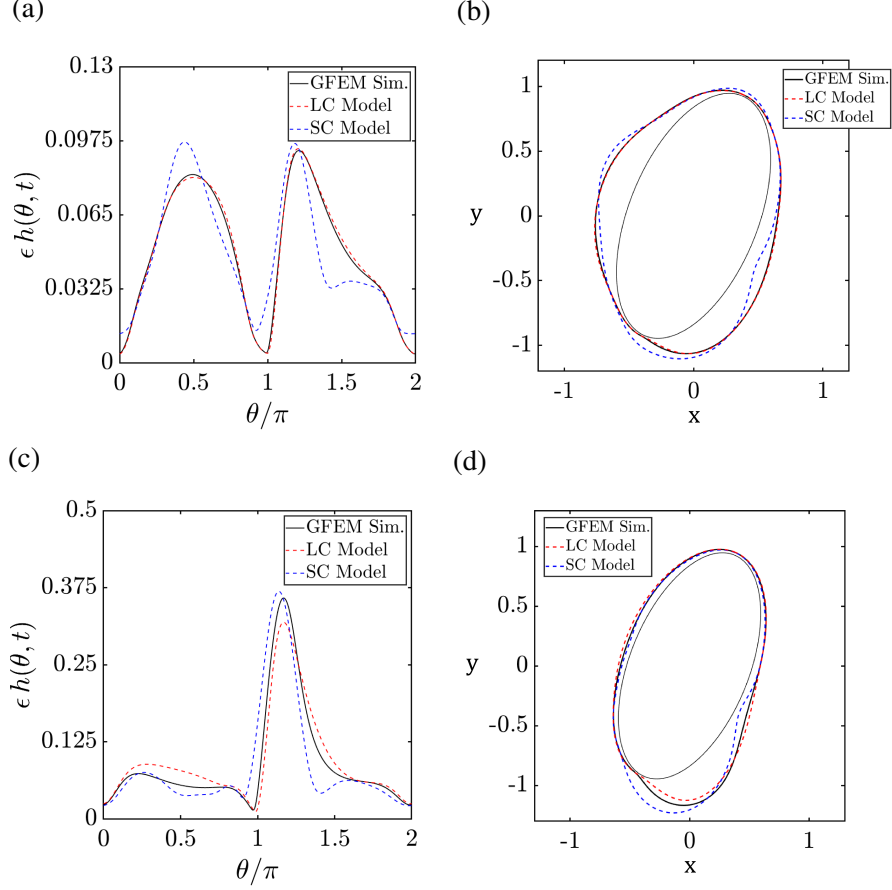 (a)
0.13
0.0975
0.065
0.0325
0
ϵ h(θ, t)
0
0.5
1
1.5
2
θ/π
GFEM Sim.
LC Model
SC Model
(b)
1
0.5
0
-0.5
-1
y
-1
0
1
x
GFEM Sim.
LC Model
SC Model
(c)
0.5
0.375
0.25
0.125
0
ϵ h(θ, t)
0
0.5
1
1.5
2
θ/π
GFEM Sim.
LC Model
SC Model
(d)
1
0.5
0
-0.5
-1
y
-1
0
1
x
GFEM Sim.
LC Model
SC Model